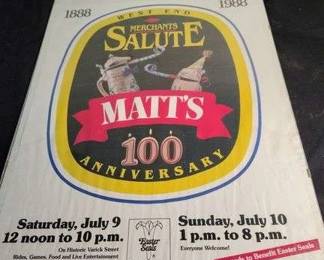 1888 1988
WEST END
MERCHANTS
SALUTE
MATT'S
100
ANNIVERSARY
Saturday, July 9
12 noon to 10 p.m.
On Historic Varick Street
Rides, Games, Food and Live Entertainment
Easter
Seals
Sunday, July 10
1 p.m. to 8 p.m.
Everyone Welcome!
to Benefit Easter Seals